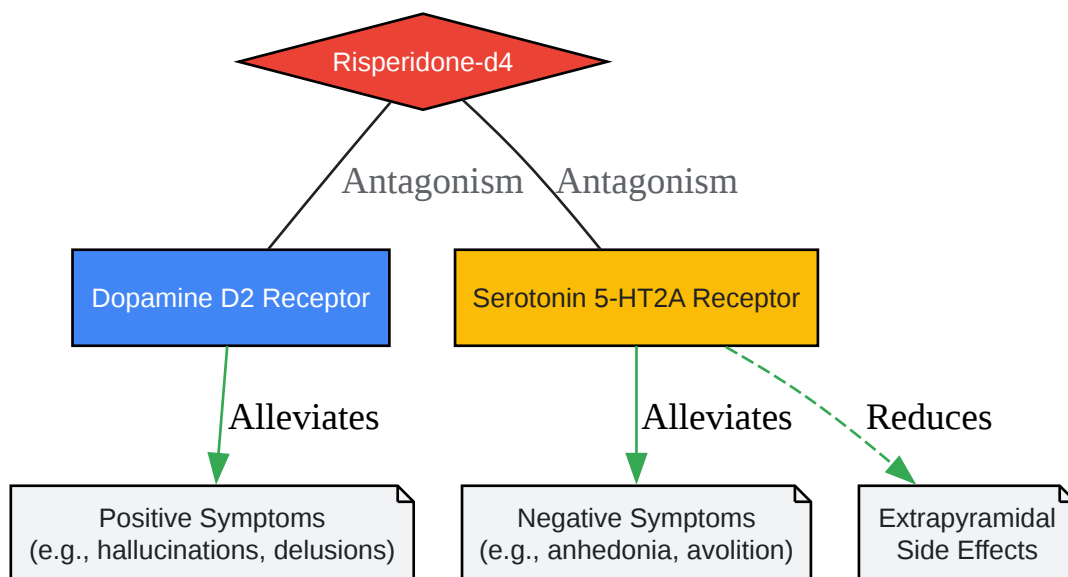 Risperidone-d4
Antagonism
Antagonism
Dopamine D2 Receptor
Serotonin 5-HT2A Receptor
Alleviates
Alleviates
Reduces
Positive Symptoms
(e.g., hallucinations, delusions)
Negative Symptoms
(e.g., anhedonia, avolition)
Extrapyramidal
Side Effects